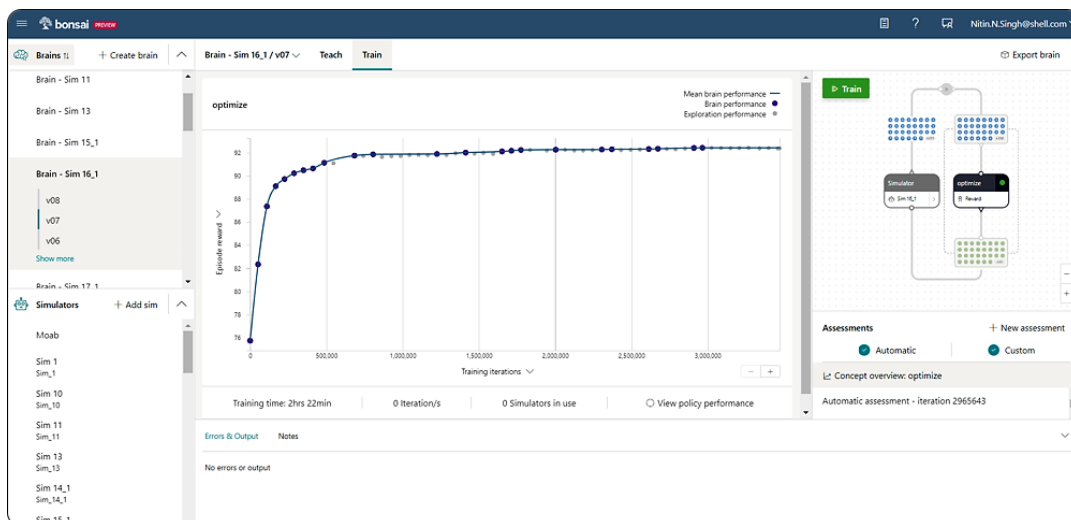 bonsai PREVIEW
Nitin.N.Singh@shell.com
Brains
+ Create brain
Brain - Sim 16_1 / v07
Teach
Train
Export brain
Brain - Sim 11
Brain - Sim 13
Brain - Sim 15_1
Brain - Sim 16_1
v08
v07
v06
Show more
Brain - Sim 17_1
Simulators
+ Add sim
Moab
Sim 1
Sim_1
Sim 10
Sim_10
Sim 11
Sim_11
Sim 13
Sim_13
Sim 14_1
Sim_14_1
Sim 15_1
optimize
Mean brain performance
Brain performance
Exploration performance
Episode reward
92
90
88
86
84
82
80
78
76
0
500,000
1,000,000
1,500,000
2,000,000
2,500,000
3,000,000
Training iterations
Training time: 2hrs 22min
0 Iteration/s
0 Simulators in use
View policy performance
Errors & Output
Notes
No errors or output
Train
Simulator
Sim 16_1
optimize
Reward
Assessments
+ New assessment
Automatic
Custom
Concept overview: optimize
Automatic assessment - iteration 2965643